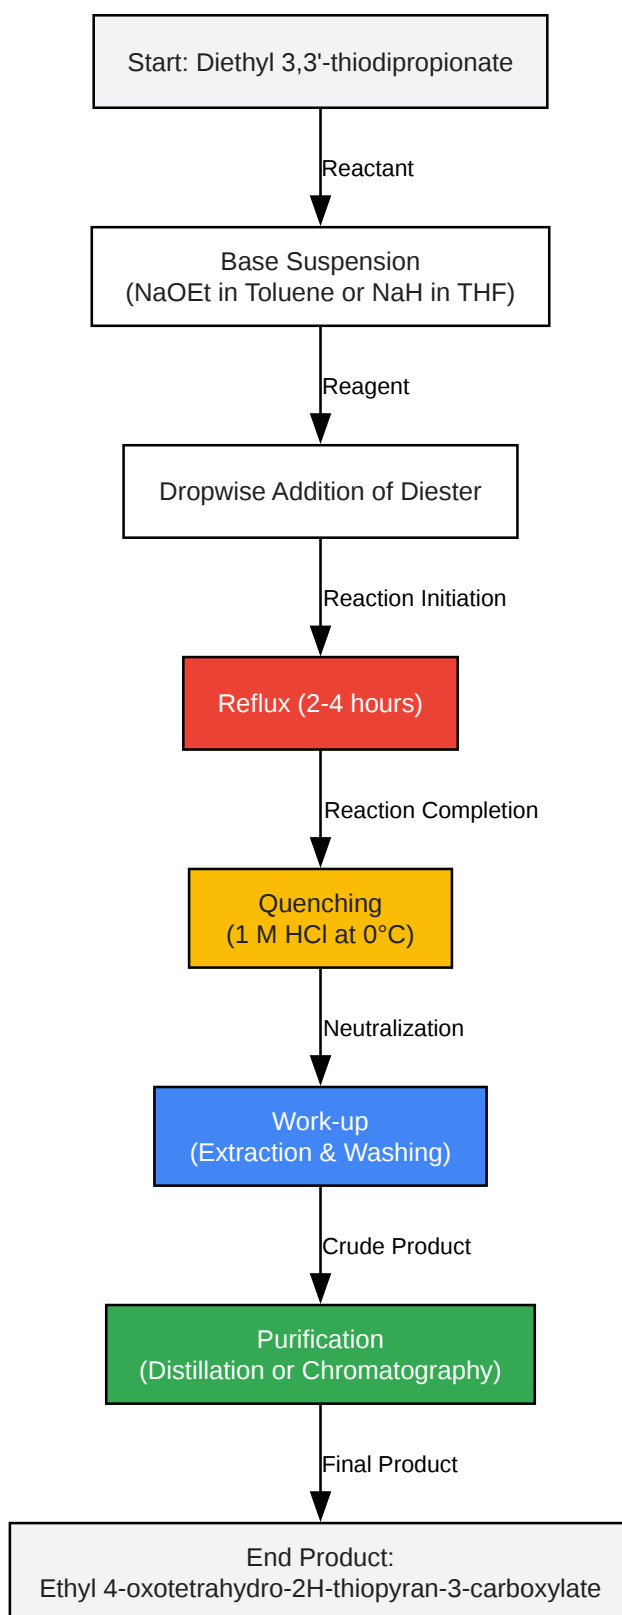 Start: Diethyl 3,3'-thiodipropionate
Reactant
Base Suspension
(NaOEt in Toluene or NaH in THF)
Reagent
Dropwise Addition of Diester
Reaction Initiation
Reflux (2-4 hours)
Reaction Completion
Quenching
(1 M HCl at 0°C)
Neutralization
Work-up
(Extraction & Washing)
Crude Product
Purification
(Distillation or Chromatography)
Final Product
End Product:
Ethyl 4-oxotetrahydro-2H-thiopyran-3-carboxylate